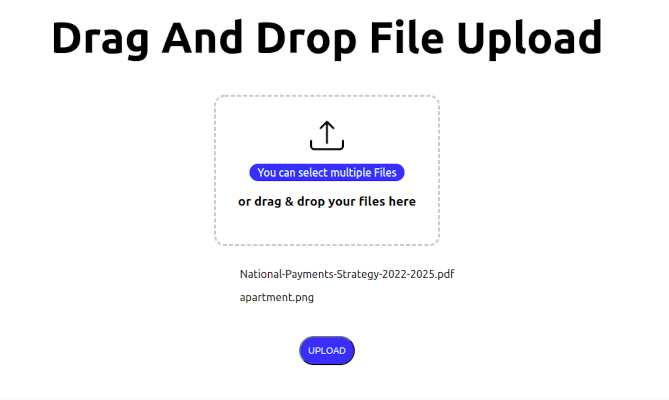 Drag And Drop File Upload
You can select multiple Files
or drag & drop your files here
National-Payments-Strategy-2022-2025.pdf
apartment.png
UPLOAD